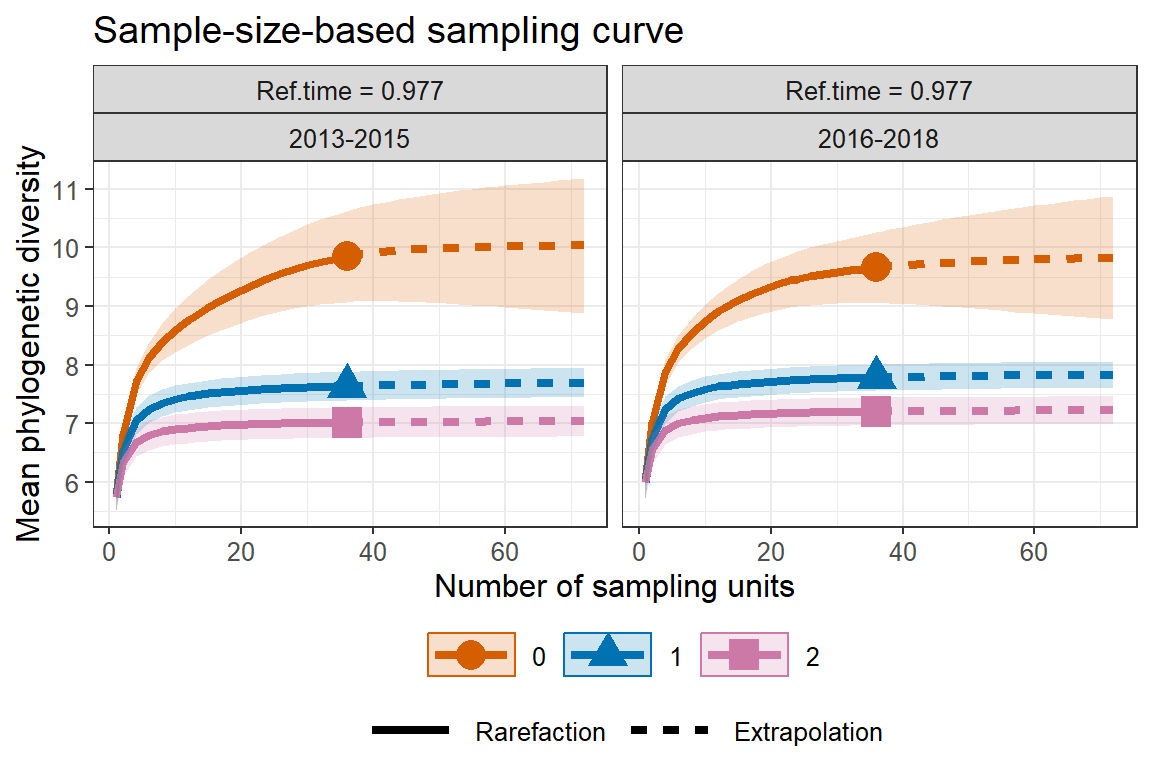 Sample-size-based sampling curve
Ref.time = 0.977
Ref.time = 0.977
2013-2015
2016-2018
Mean phylogenetic diversity
11
10
9
8
7
6
0 20 40 60
0 20 40 60
Number of sampling units
0 1 2
Rarefaction Extrapolation